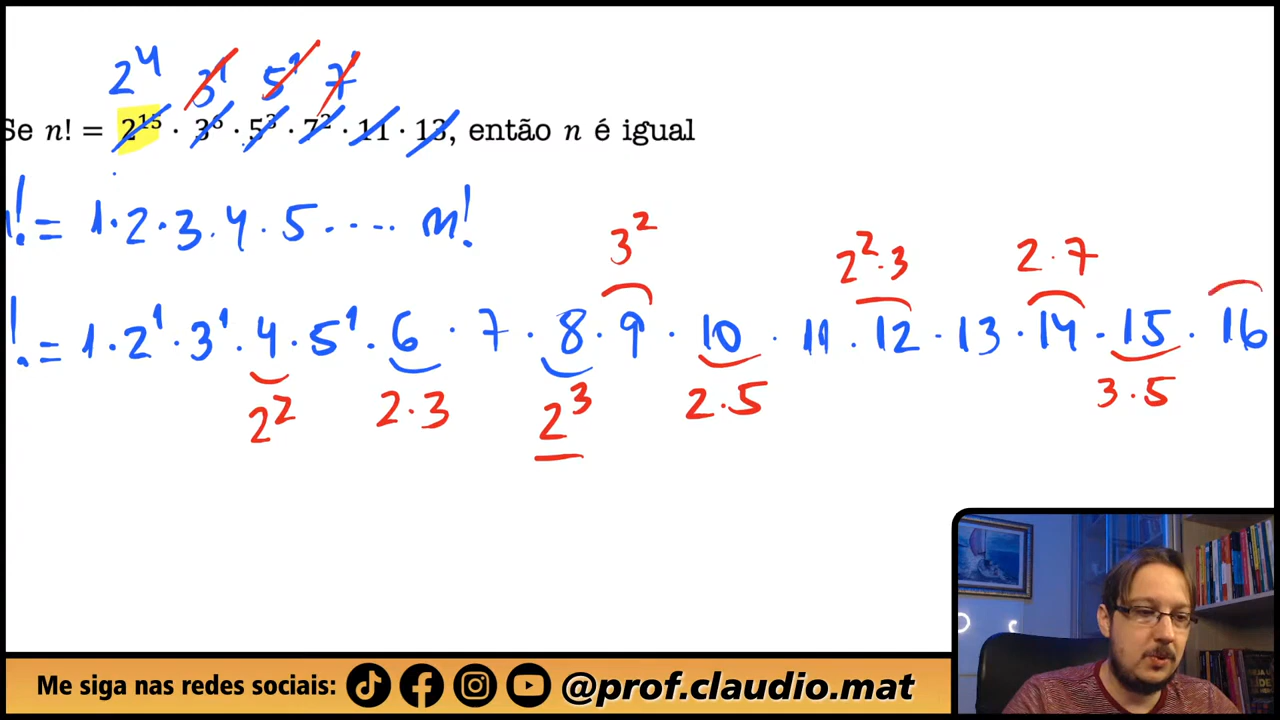 2⁴ 3¹ 5¹ 7¹
Se n! = 2¹⁵ · 3⁶ · 5³ · 7² · 11 · 13, então n é igual
n! = 1 · 2 · 3 · 4 · 5 · · · · n!
3² 2² · 3 2 · 7
! = 1 · 2¹ · 3¹ · 4 · 5¹ · 6 · 7 · 8 · 9 · 10 · 11 · 12 · 13 · 14 · 15 · 16
2² 2 · 3 2³ 2 · 5 3 · 5
Me siga nas redes sociais: @prof.claudio.mat